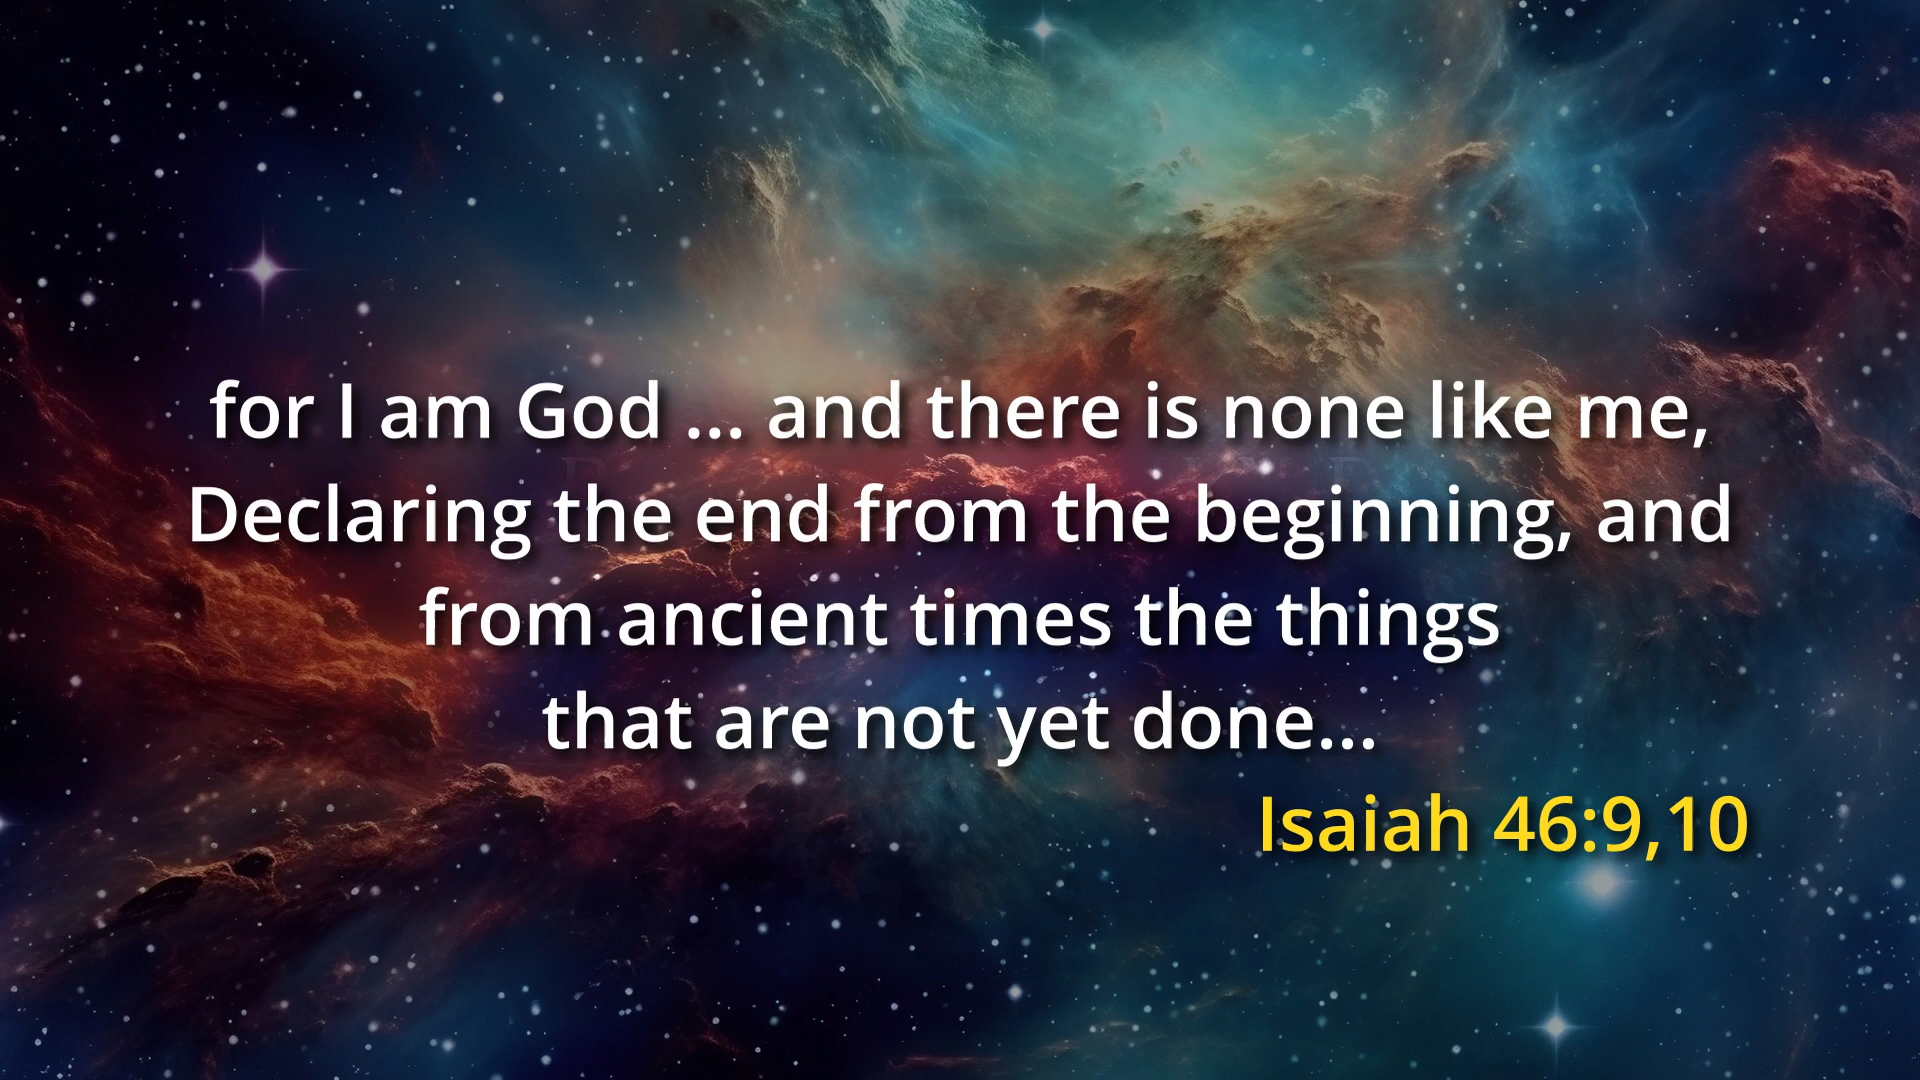 for I am God ... and there is none like me,
Declaring the end from the beginning, and
from ancient times the things
that are not yet done...
Isaiah 46:9,10